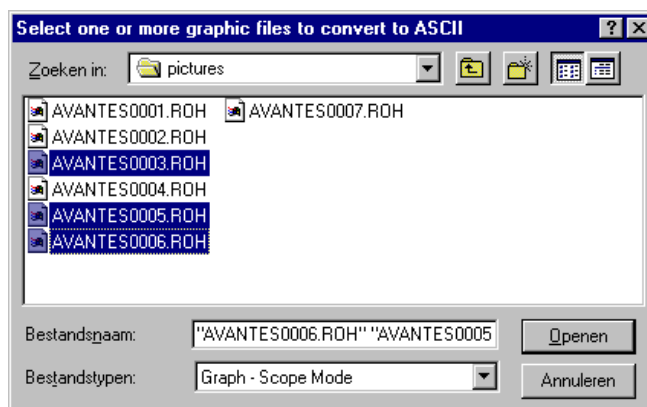 Select one or more graphic files to convert to ASCII
Zoeken in: pictures
AVANTES0001.ROH AVANTES0007.ROH
AVANTES0002.ROH
AVANTES0003.ROH
AVANTES0004.ROH
AVANTES0005.ROH
AVANTES0006.ROH
Bestandsnaam: "AVANTES0006.ROH" "AVANTES0005 Openen
Bestandstypen: Graph - Scope Mode Annuleren